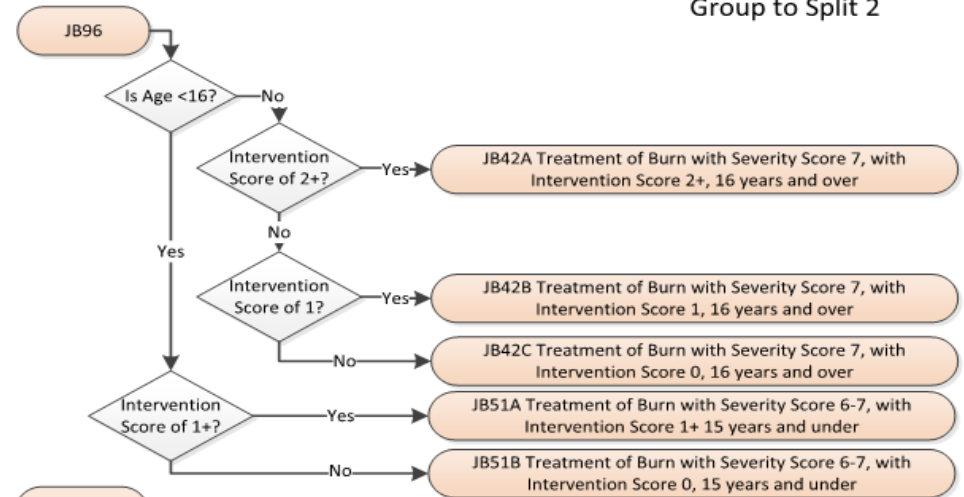 Group to Split 2
JB96
Is Age <16?
No
Intervention
Score of 2+?
Yes
JB42A Treatment of Burn with Severity Score 7, with
Intervention Score 2+, 16 years and over
No
Yes
Intervention
Score of 1?
Yes
JB42B Treatment of Burn with Severity Score 7, with
Intervention Score 1, 16 years and over
No
JB42C Treatment of Burn with Severity Score 7, with
Intervention Score 0, 16 years and over
Intervention
Score of 1+?
Yes
JB51A Treatment of Burn with Severity Score 6-7, with
Intervention Score 1+ 15 years and under
No
JB51B Treatment of Burn with Severity Score 6-7, with
Intervention Score 0, 15 years and under